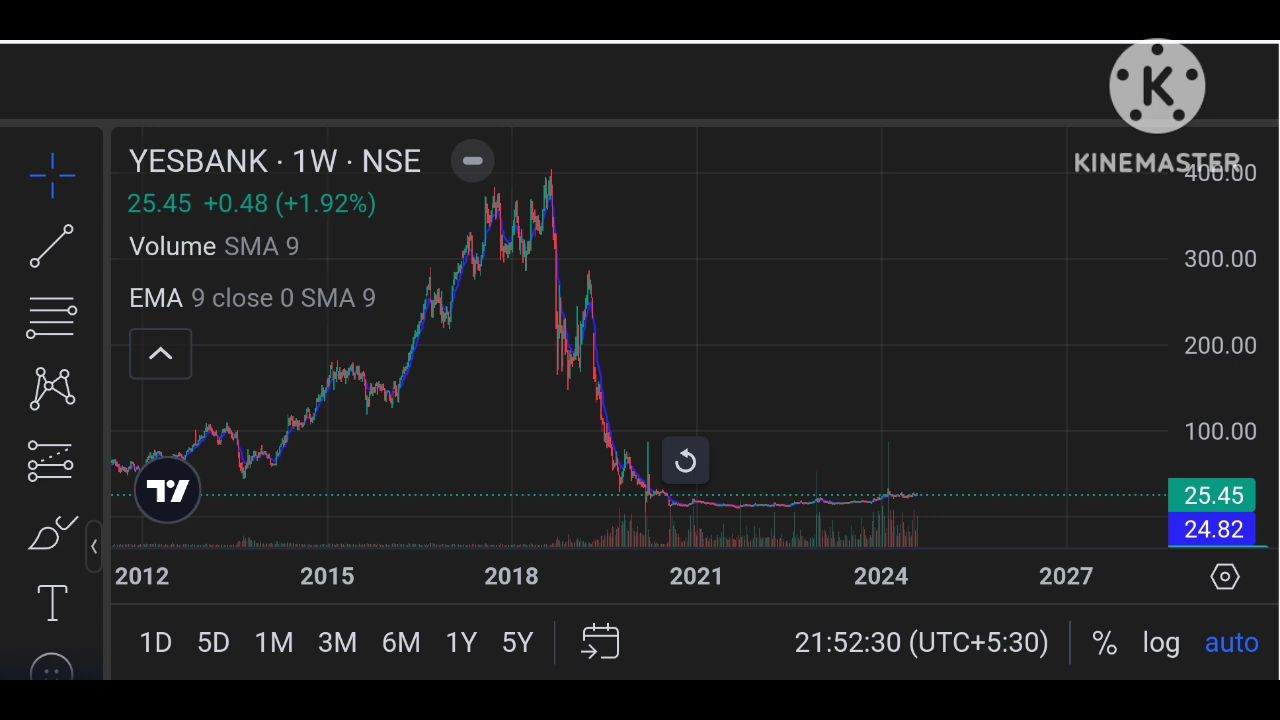 K
KINEMASTER
YESBANK · 1W · NSE
25.45 +0.48 (+1.92%)
Volume SMA 9
EMA 9 close 0 SMA 9
400.00
300.00
200.00
100.00
25.45
24.82
2012 2015 2018 2021 2024 2027
T
1D 5D 1M 3M 6M 1Y 5Y 21:52:30 (UTC+5:30) % log auto